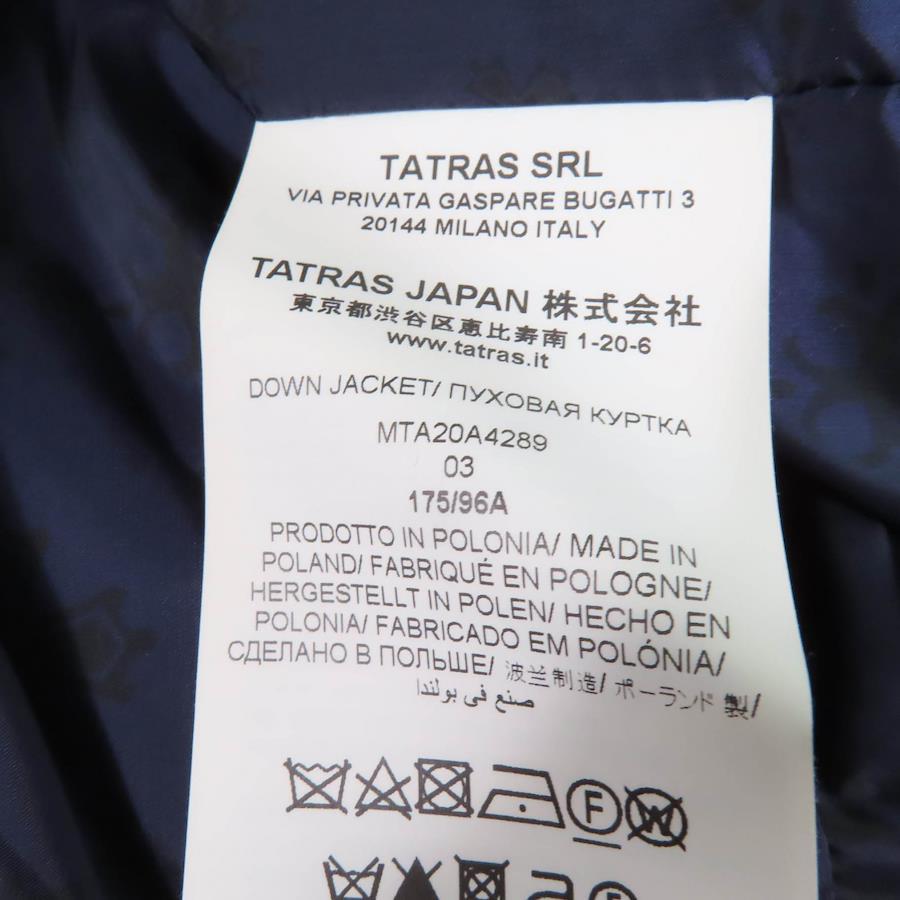 TATRAS SRL
VIA PRIVATA GASPARE BUGATTI 3
20144 MILANO ITALY
TATRAS JAPAN 株式会社
東京都渋谷区恵比寿南 1-20-6
www.tatras.it
DOWN JACKET/ ПУХОВАЯ КУРТКА
MTA20A4289
03
175/96A
PRODOTTO IN POLONIA/ MADE IN
POLAND/ FABRIQUÉ EN POLOGNE/
HERGESTELLT IN POLEN/ HECHO EN
POLONIA/ FABRICADO EM POLÓNIA/
СДЕЛАНО В ПОЛЬШЕ/ 波兰制造/ ポーランド 製/
صنع في بولندا
F
W